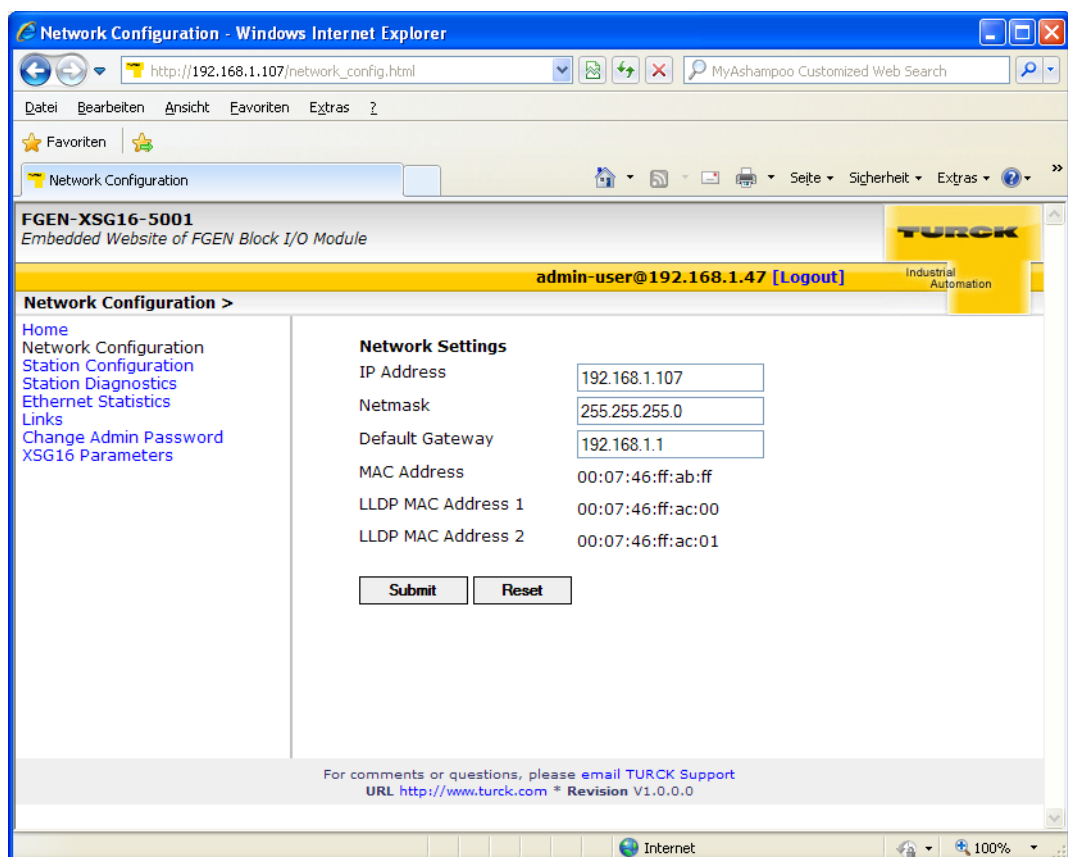 Network Configuration - Windows Internet Explorer
http://192.168.1.107/network_config.html
MyAshampoo Customized Web Search
Datei Bearbeiten Ansicht Favoriten Extras ?
Favoriten
Network Configuration
Seite Sicherheit Extras ? »
FGEN-XSG16-5001
Embedded Website of FGEN Block I/O Module
TURCK
admin-user@192.168.1.47 [Logout]
Industrial
Automation
Network Configuration >
Home
Network Configuration
Station Configuration
Station Diagnostics
Ethernet Statistics
Links
Change Admin Password
XSG16 Parameters
Network Settings
IP Address 192.168.1.107
Netmask 255.255.255.0
Default Gateway 192.168.1.1
MAC Address 00:07:46:ff:ab:ff
LLDP MAC Address 1 00:07:46:ff:ac:00
LLDP MAC Address 2 00:07:46:ff:ac:01
Submit Reset
For comments or questions, please email TURCK Support
URL http://www.turck.com * Revision V1.0.0.0
Internet 100%